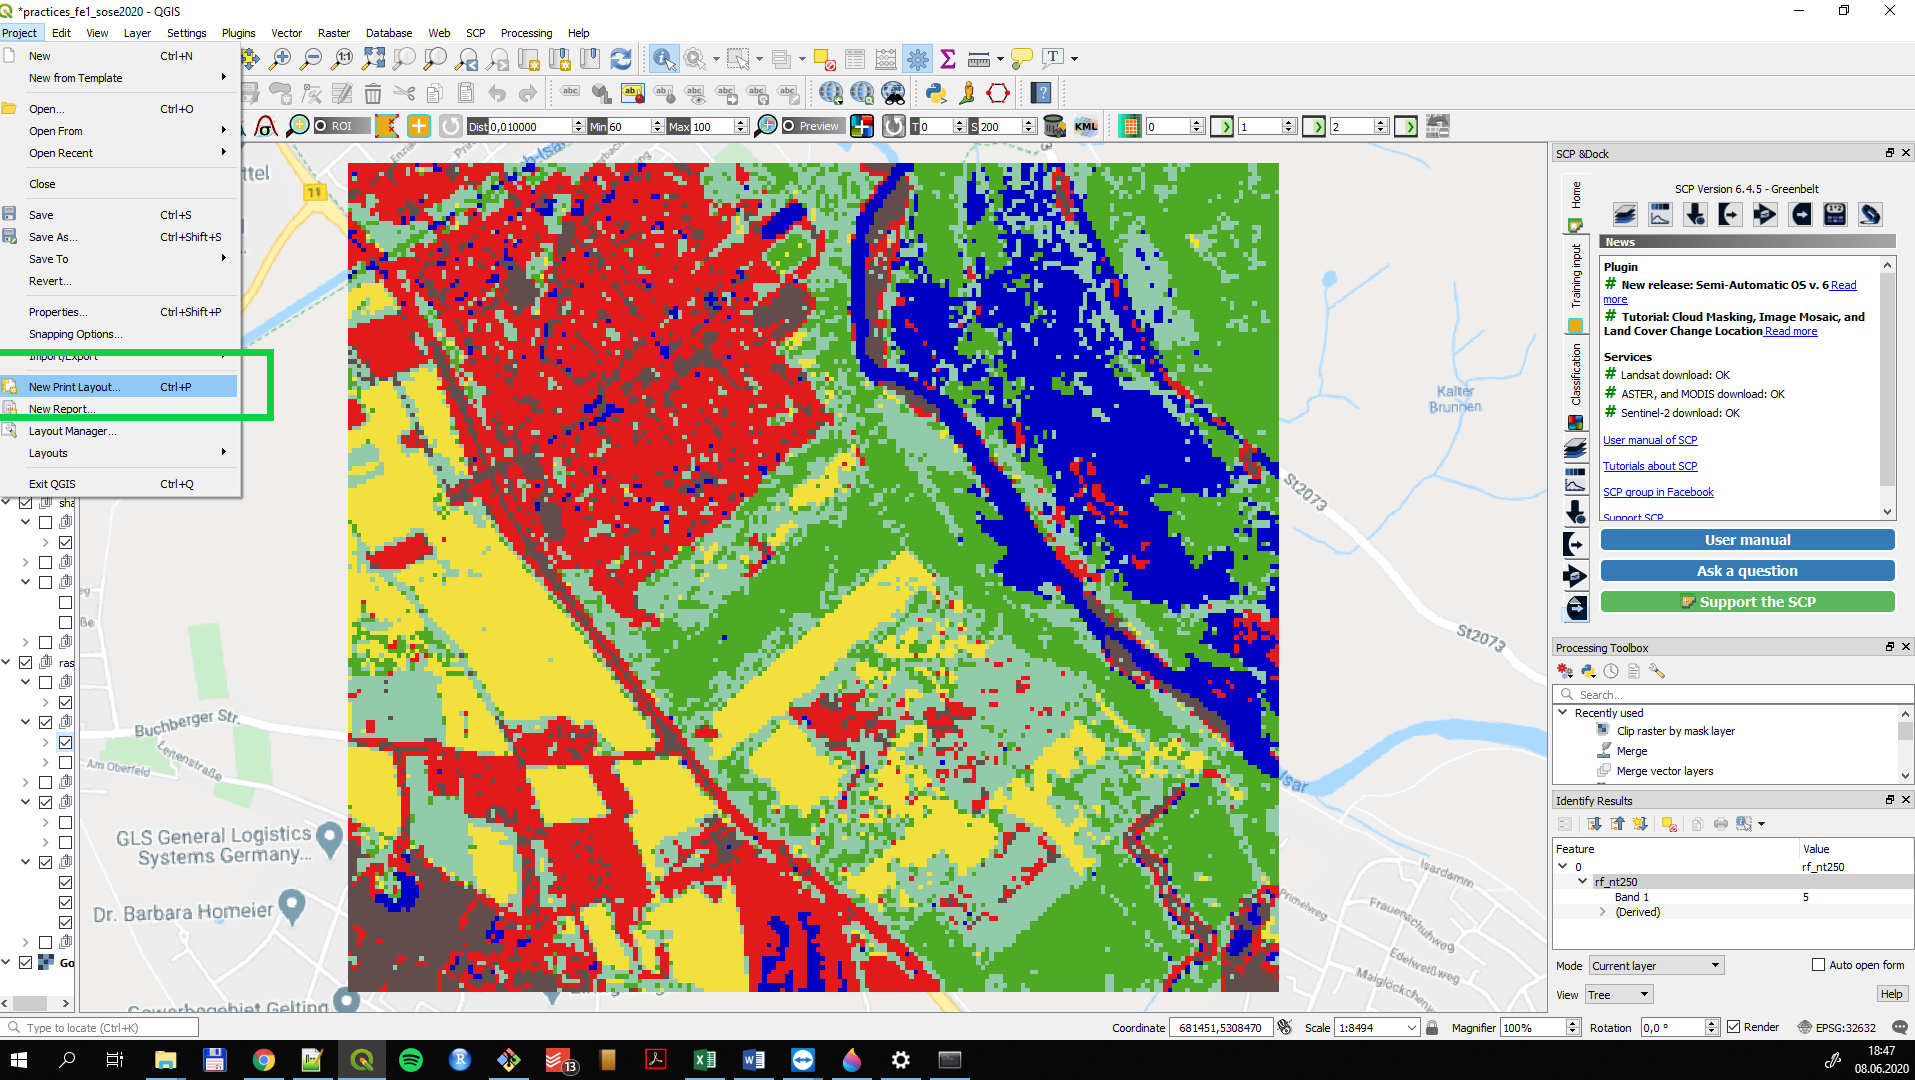 *practices_fe1_sose2020 - QGIS
Project Edit View Layer Settings Plugins Vector Raster Database Web SCP Processing Help
New Ctrl+N
New from Template
Open... Ctrl+O
Open From
Open Recent
Close
Save Ctrl+S
Save As... Ctrl+Shift+S
Save To
Revert...
Properties... Ctrl+Shift+P
Snapping Options...
Import/Export
New Print Layout... Ctrl+P
New Report...
Layout Manager...
Layouts
Exit QGIS Ctrl+Q
ROI Dist 0,010000 Min 60 Max 100 Preview T 0 S 200 KML 0 1 2
sha
ras
Go
Type to locate (Ctrl+K)
11
Kalter
Brunnen
St2073
St2073
Isar
Buchberger Str.
Leitenstraße
Am Oberfeld
GLS General Logistics
Systems Germany...
Dr. Barbara Homeier
Gewerbegebiet Gelting
Isardamm
Primelweg
Frauenschuhweg
Edelweißweg
Maiglöckchen
SCP &Dock
Home
Training input
Classification
SCP Version 6.4.5 - Greenbelt
News
Plugin
# New release: Semi-Automatic OS v. 6 Read
more
# Tutorial: Cloud Masking, Image Mosaic, and
Land Cover Change Location Read more
Services
# Landsat download: OK
# ASTER, and MODIS download: OK
# Sentinel-2 download: OK
User manual of SCP
Tutorials about SCP
SCP group in Facebook
Support SCP
User manual
Ask a question
Support the SCP
Processing Toolbox
Search...
Recently used
Clip raster by mask layer
Merge
Merge vector layers
Identify Results
Feature Value
0 rf_nt250
rf_nt250
Band 1 5
(Derived)
Mode Current layer Auto open form
View Tree Help
Coordinate 681451,5308470 Scale 1:8494 Magnifier 100% Rotation 0,0 ° Render EPSG:32632
13
18:47
08.06.2020